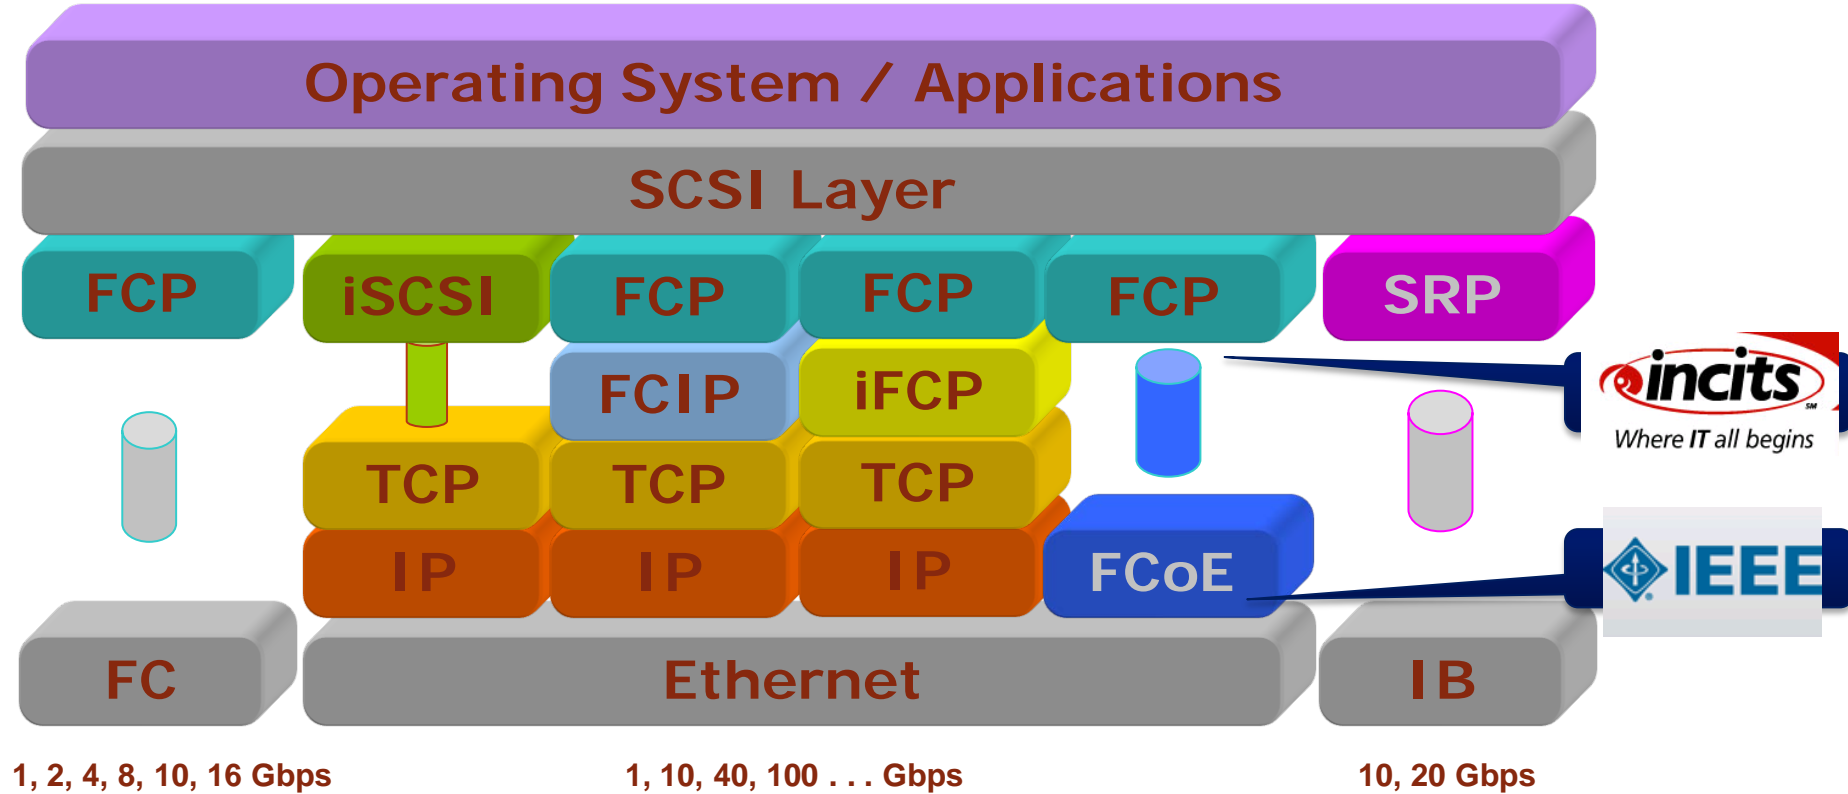 Operating System / Applications
SCSI Layer
FCP iSCSI FCP FCP FCP SRP
FCIP iFCP
incits SM
Where IT all begins
TCP TCP TCP
IP IP IP FCoE
IEEE
FC Ethernet IB
1, 2, 4, 8, 10, 16 Gbps 1, 10, 40, 100 . . . Gbps 10, 20 Gbps